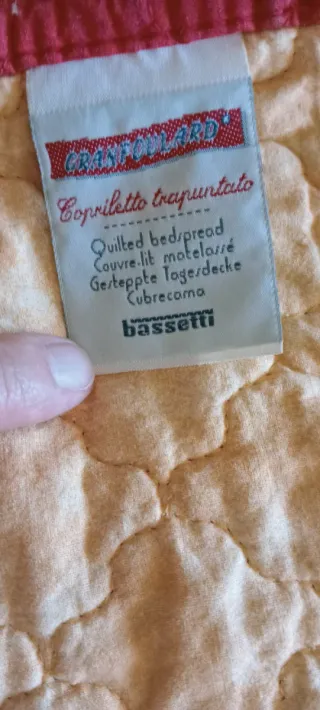 GRANFOULARD
Copriletto trapuntato
Quilted bedspread
Couvre-lit matelassé
Gesteppte Tagesdecke
Cubrecama
bassetti